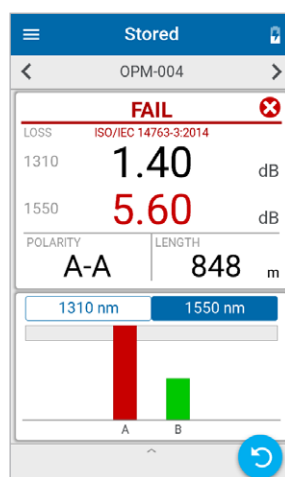 Stored
OPM-004
FAIL
LOSS ISO/IEC 14763-3:2014
1310 1.40 dB
1550 5.60 dB
POLARITY LENGTH
A-A 848 m
1310 nm 1550 nm
A B